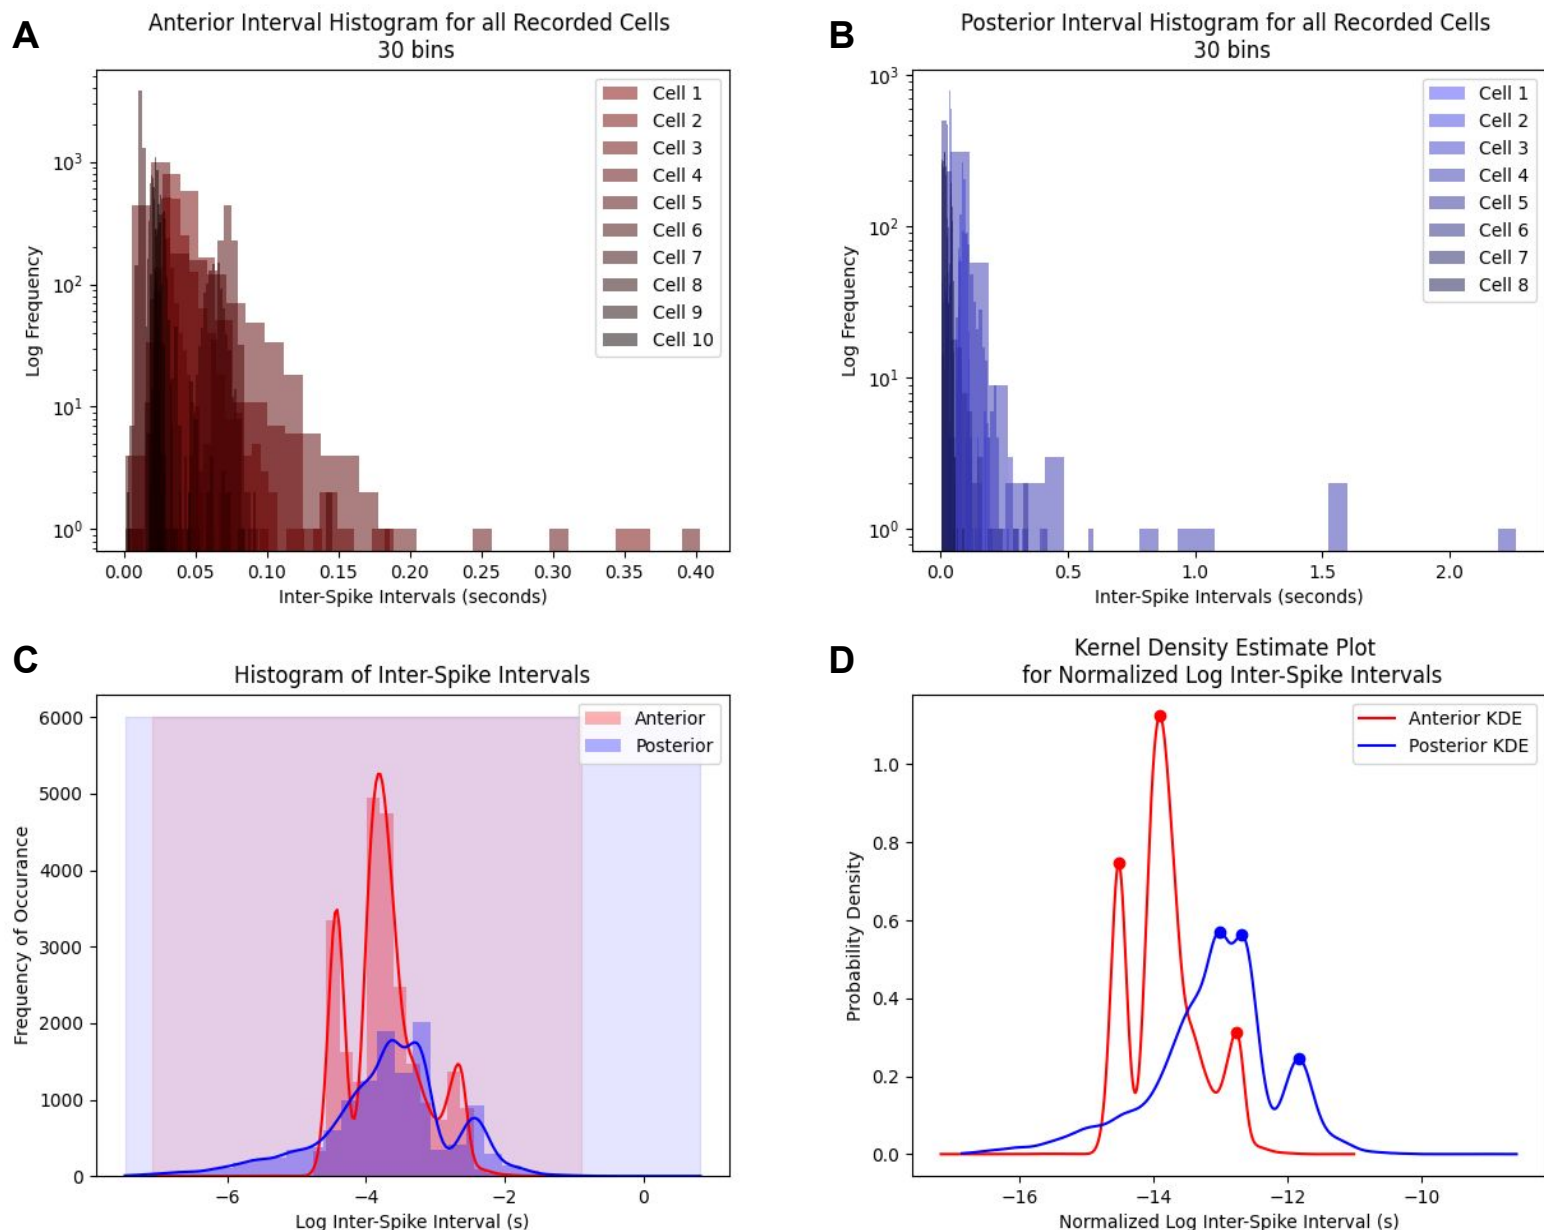 A
Anterior Interval Histogram for all Recorded Cells
30 bins
Log Frequency
10³
10²
10¹
10⁰
Cell 1
Cell 2
Cell 3
Cell 4
Cell 5
Cell 6
Cell 7
Cell 8
Cell 9
Cell 10
0.00 0.05 0.10 0.15 0.20 0.25 0.30 0.35 0.40
Inter-Spike Intervals (seconds)
B
Posterior Interval Histogram for all Recorded Cells
30 bins
Log Frequency
10³
10²
10¹
10⁰
Cell 1
Cell 2
Cell 3
Cell 4
Cell 5
Cell 6
Cell 7
Cell 8
0.0 0.5 1.0 1.5 2.0
Inter-Spike Intervals (seconds)
C
Histogram of Inter-Spike Intervals
Frequency of Occurance
6000
5000
4000
3000
2000
1000
0
Anterior
Posterior
−6 −4 −2 0
Log Inter-Spike Interval (s)
D
Kernel Density Estimate Plot
for Normalized Log Inter-Spike Intervals
Probability Density
1.0
0.8
0.6
0.4
0.2
0.0
Anterior KDE
Posterior KDE
−16 −14 −12 −10
Normalized Log Inter-Spike Interval (s)